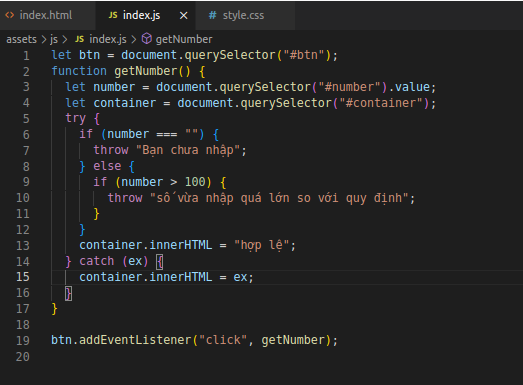 index.html index.js × # style.css
assets > js > index.js > getNumber
1 let btn = document.querySelector("#btn");
2 function getNumber() {
3 let number = document.querySelector("#number").value;
4 let container = document.querySelector("#container");
5 try {
6 if (number === "") {
7 throw "Bạn chưa nhập";
8 } else {
9 if (number > 100) {
10 throw "số vừa nhập quá lớn so với quy định";
11 }
12 }
13 container.innerHTML = "hợp lệ";
14 } catch (ex) {
15 container.innerHTML = ex;
16 }
17 }
18
19 btn.addEventListener("click", getNumber);
20